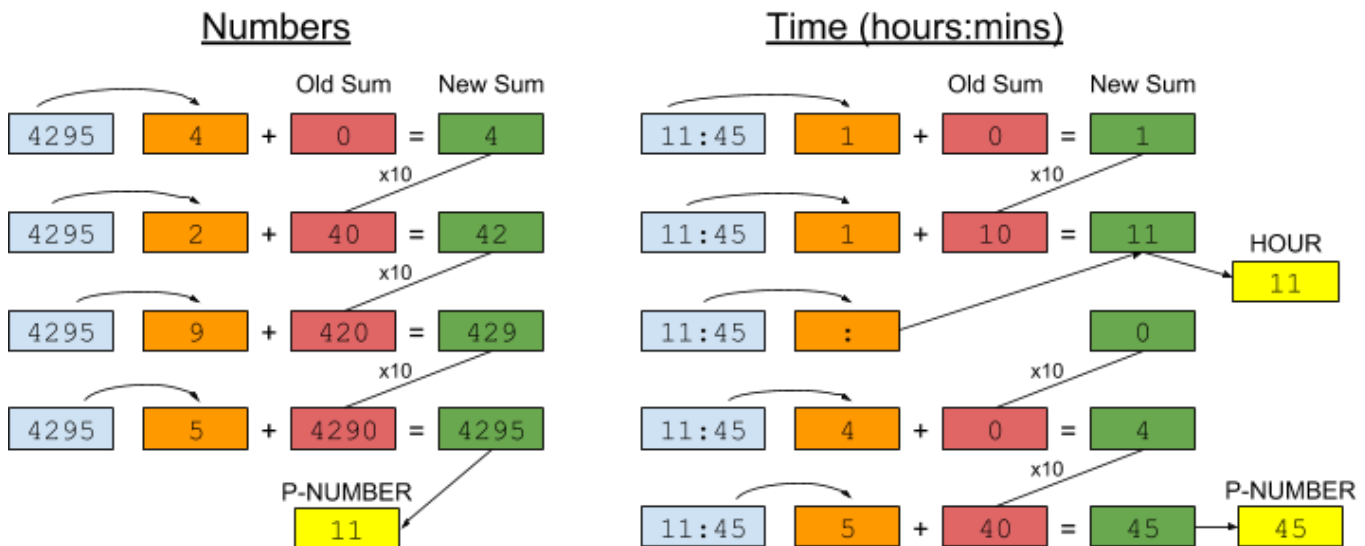 Numbers
Old Sum New Sum
4295 4 + 0 = 4
x10
4295 2 + 40 = 42
x10
4295 9 + 420 = 429
x10
4295 5 + 4290 = 4295
P-NUMBER
11
Time (hours:mins)
Old Sum New Sum
11:45 1 + 0 = 1
x10
11:45 1 + 10 = 11
HOUR
11
11:45 : 0
x10
11:45 4 + 0 = 4
x10
11:45 5 + 40 = 45
P-NUMBER
45